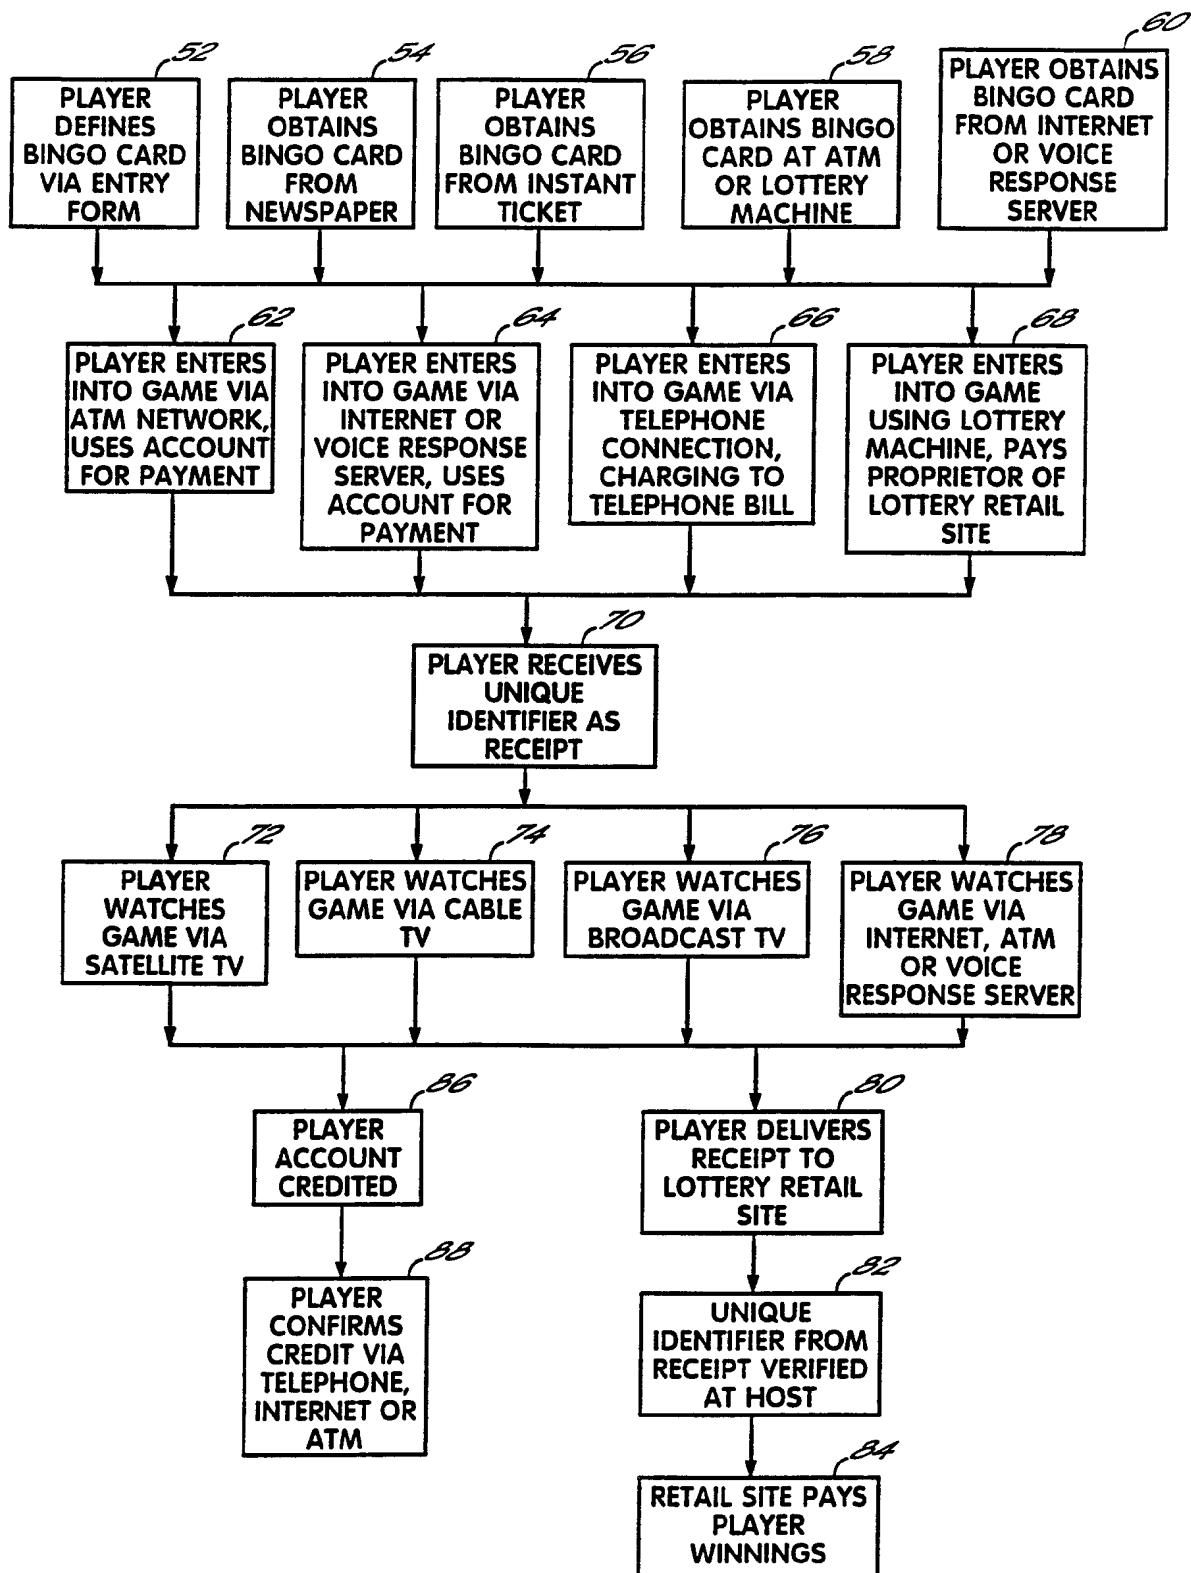 52
PLAYER
DEFINES
BINGO CARD
VIA ENTRY
FORM
54
PLAYER
OBTAINS
BINGO CARD
FROM
NEWSPAPER
56
PLAYER
OBTAINS
BINGO CARD
FROM INSTANT
TICKET
58
PLAYER
OBTAINS BINGO
CARD AT ATM
OR LOTTERY
MACHINE
60
PLAYER OBTAINS
BINGO CARD
FROM INTERNET
OR VOICE
RESPONSE
SERVER
62
PLAYER ENTERS
INTO GAME VIA
ATM NETWORK,
USES ACCOUNT
FOR PAYMENT
64
PLAYER ENTERS
INTO GAME VIA
INTERNET OR
VOICE RESPONSE
SERVER, USES
ACCOUNT FOR
PAYMENT
66
PLAYER ENTERS
INTO GAME VIA
TELEPHONE
CONNECTION,
CHARGING TO
TELEPHONE BILL
68
PLAYER ENTERS
INTO GAME
USING LOTTERY
MACHINE, PAYS
PROPRIETOR OF
LOTTERY RETAIL
SITE
70
PLAYER RECEIVES
UNIQUE
IDENTIFIER AS
RECEIPT
72
PLAYER
WATCHES
GAME VIA
SATELLITE TV
74
PLAYER WATCHES
GAME VIA CABLE
TV
76
PLAYER WATCHES
GAME VIA
BROADCAST TV
78
PLAYER WATCHES
GAME VIA
INTERNET, ATM
OR VOICE
RESPONSE SERVER
86
PLAYER
ACCOUNT
CREDITED
80
PLAYER DELIVERS
RECEIPT TO
LOTTERY RETAIL
SITE
88
PLAYER
CONFIRMS
CREDIT VIA
TELEPHONE,
INTERNET OR
ATM
82
UNIQUE
IDENTIFIER FROM
RECEIPT VERIFIED
AT HOST
84
RETAIL SITE PAYS
PLAYER
WINNINGS